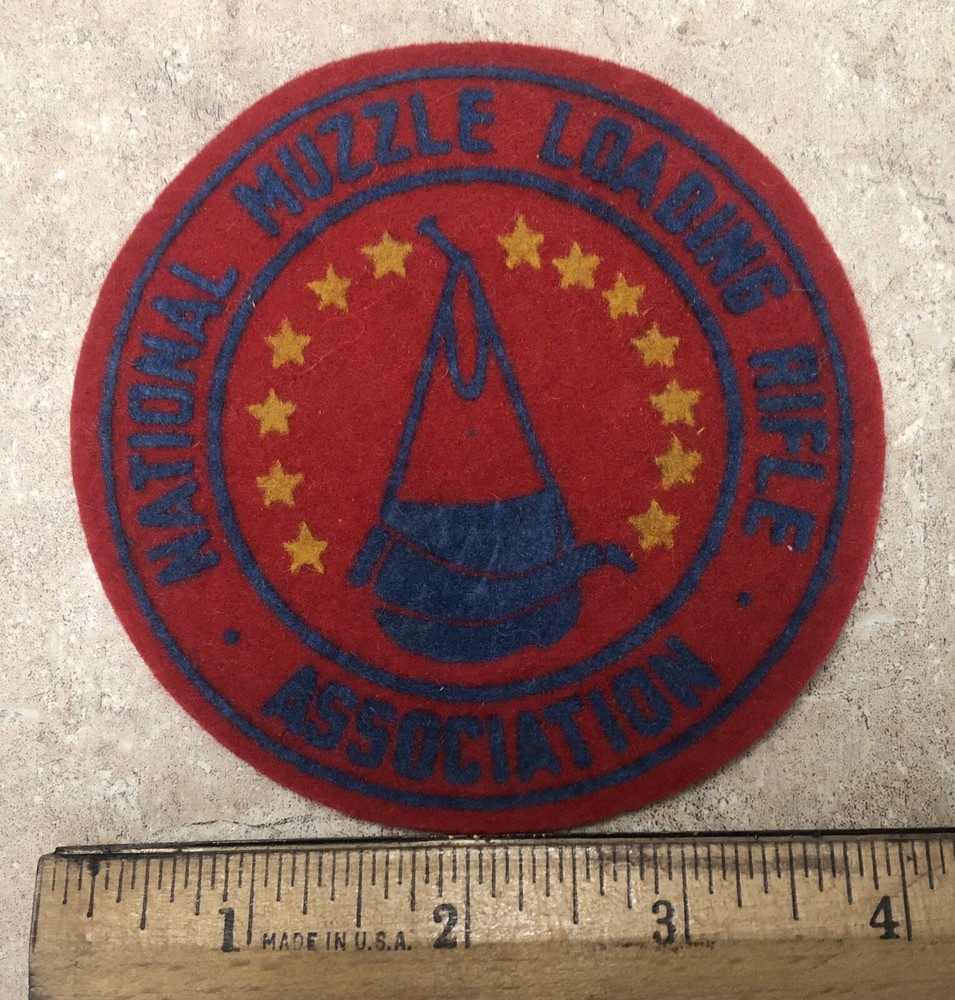 NATIONAL MUZZLE LOADING RIFLE
ASSOCIATION
1 2 3 4
MADE IN U.S.A.